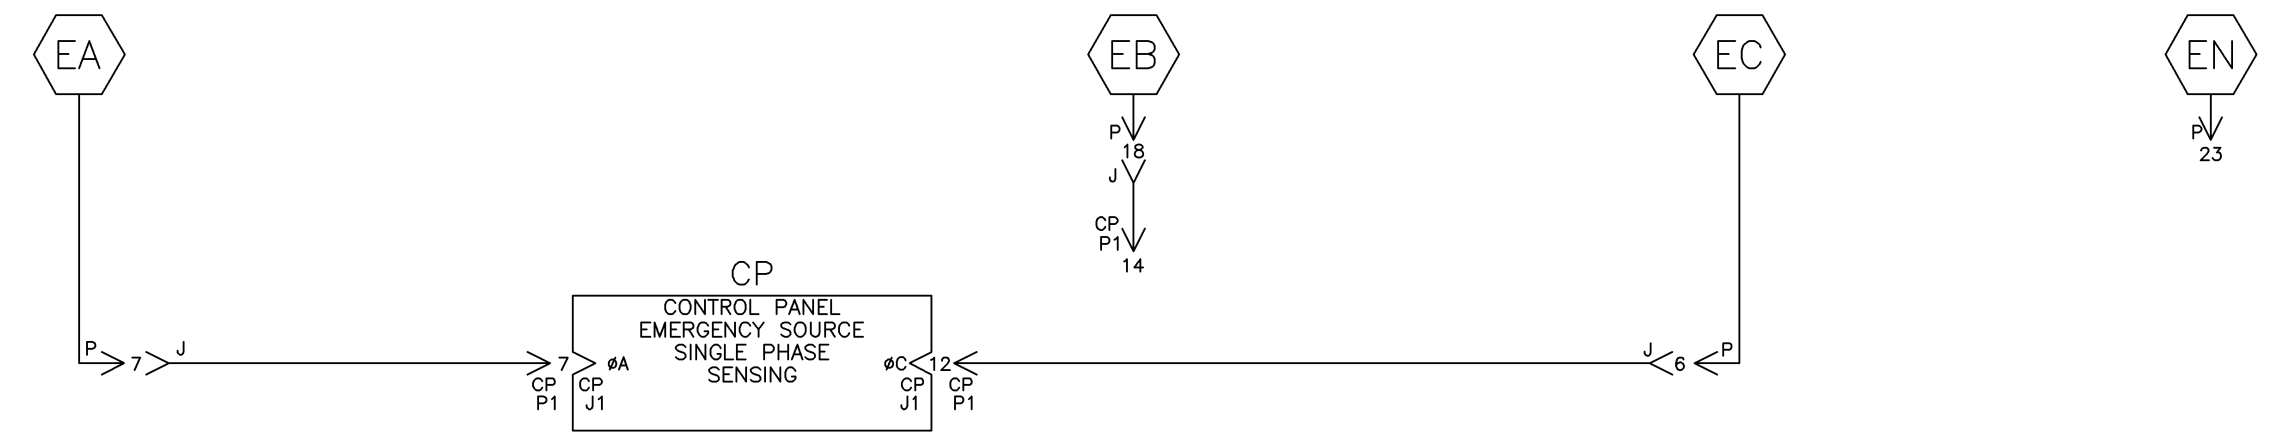 EA
EB
EC
EN
P
18
J
CP
P1
14
P
23
CP
CONTROL PANEL
EMERGENCY SOURCE
SINGLE PHASE
SENSING
P
7
J
7
øA
CP
P1
CP
J1
øC
12
CP
J1
CP
P1
J
6
P